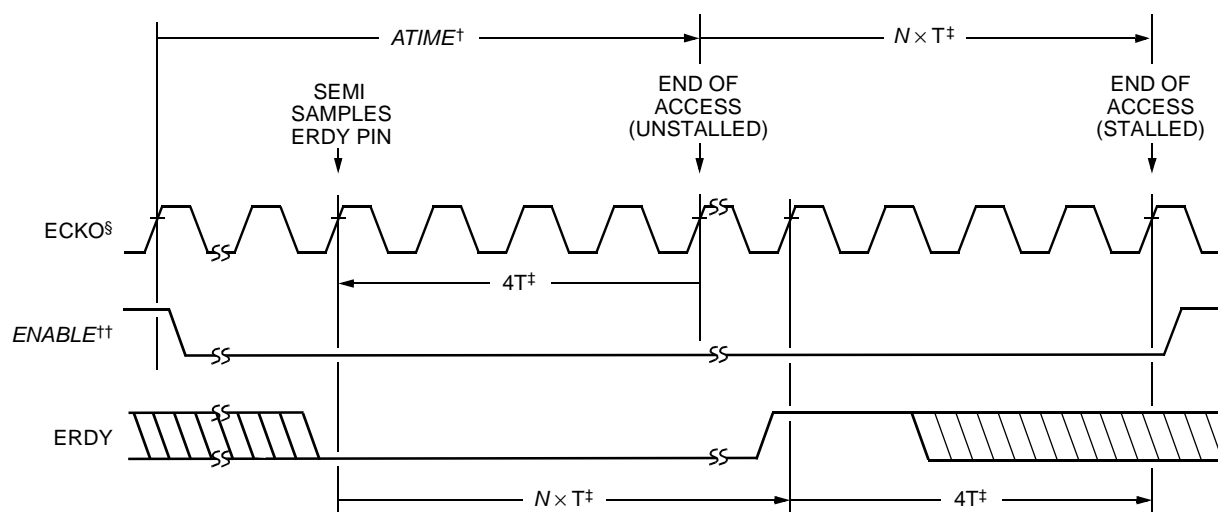 ATIME†
N × T‡
SEMI
SAMPLES
ERDY PIN
END OF
ACCESS
(UNSTALLED)
END OF
ACCESS
(STALLED)
ECKO§
4T‡
ENABLE††
ERDY
N × T‡
4T‡